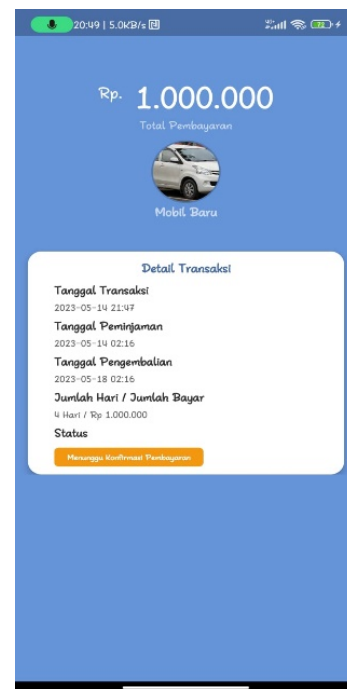 20:49 | 5.0KB/s
Rp. 1.000.000
Total Pembayaran
Mobil Baru
Detail Transaksi
Tanggal Transaksi
2023-05-14 21:47
Tanggal Peminjaman
2023-05-14 02:16
Tanggal Pengembalian
2023-05-18 02:16
Jumlah Hari / Jumlah Bayar
4 Hari / Rp 1.000.000
Status
Menunggu Konfirmasi Pembayaran